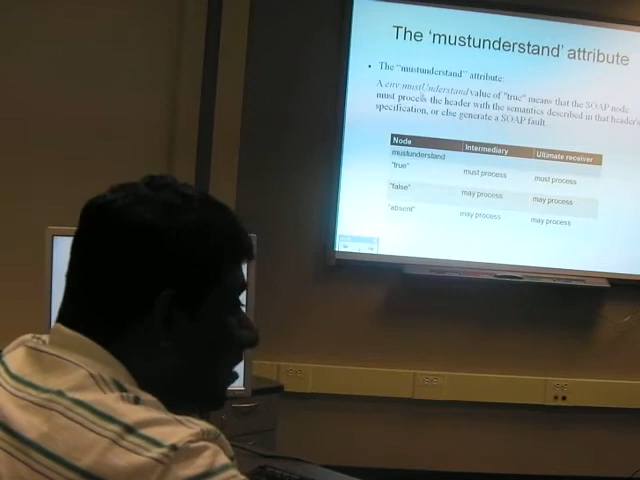 The 'mustunderstand' attribute
• The "mustunderstand" attribute:
A env:mustUnderstand value of "true" means that the SOAP node
must process the header with the semantics described in that header's
specification, or else generate a SOAP fault.
Node Intermediary Ultimate receiver
mustunderstand
"true" must process must process
"false" may process may process
"absent" may process may process